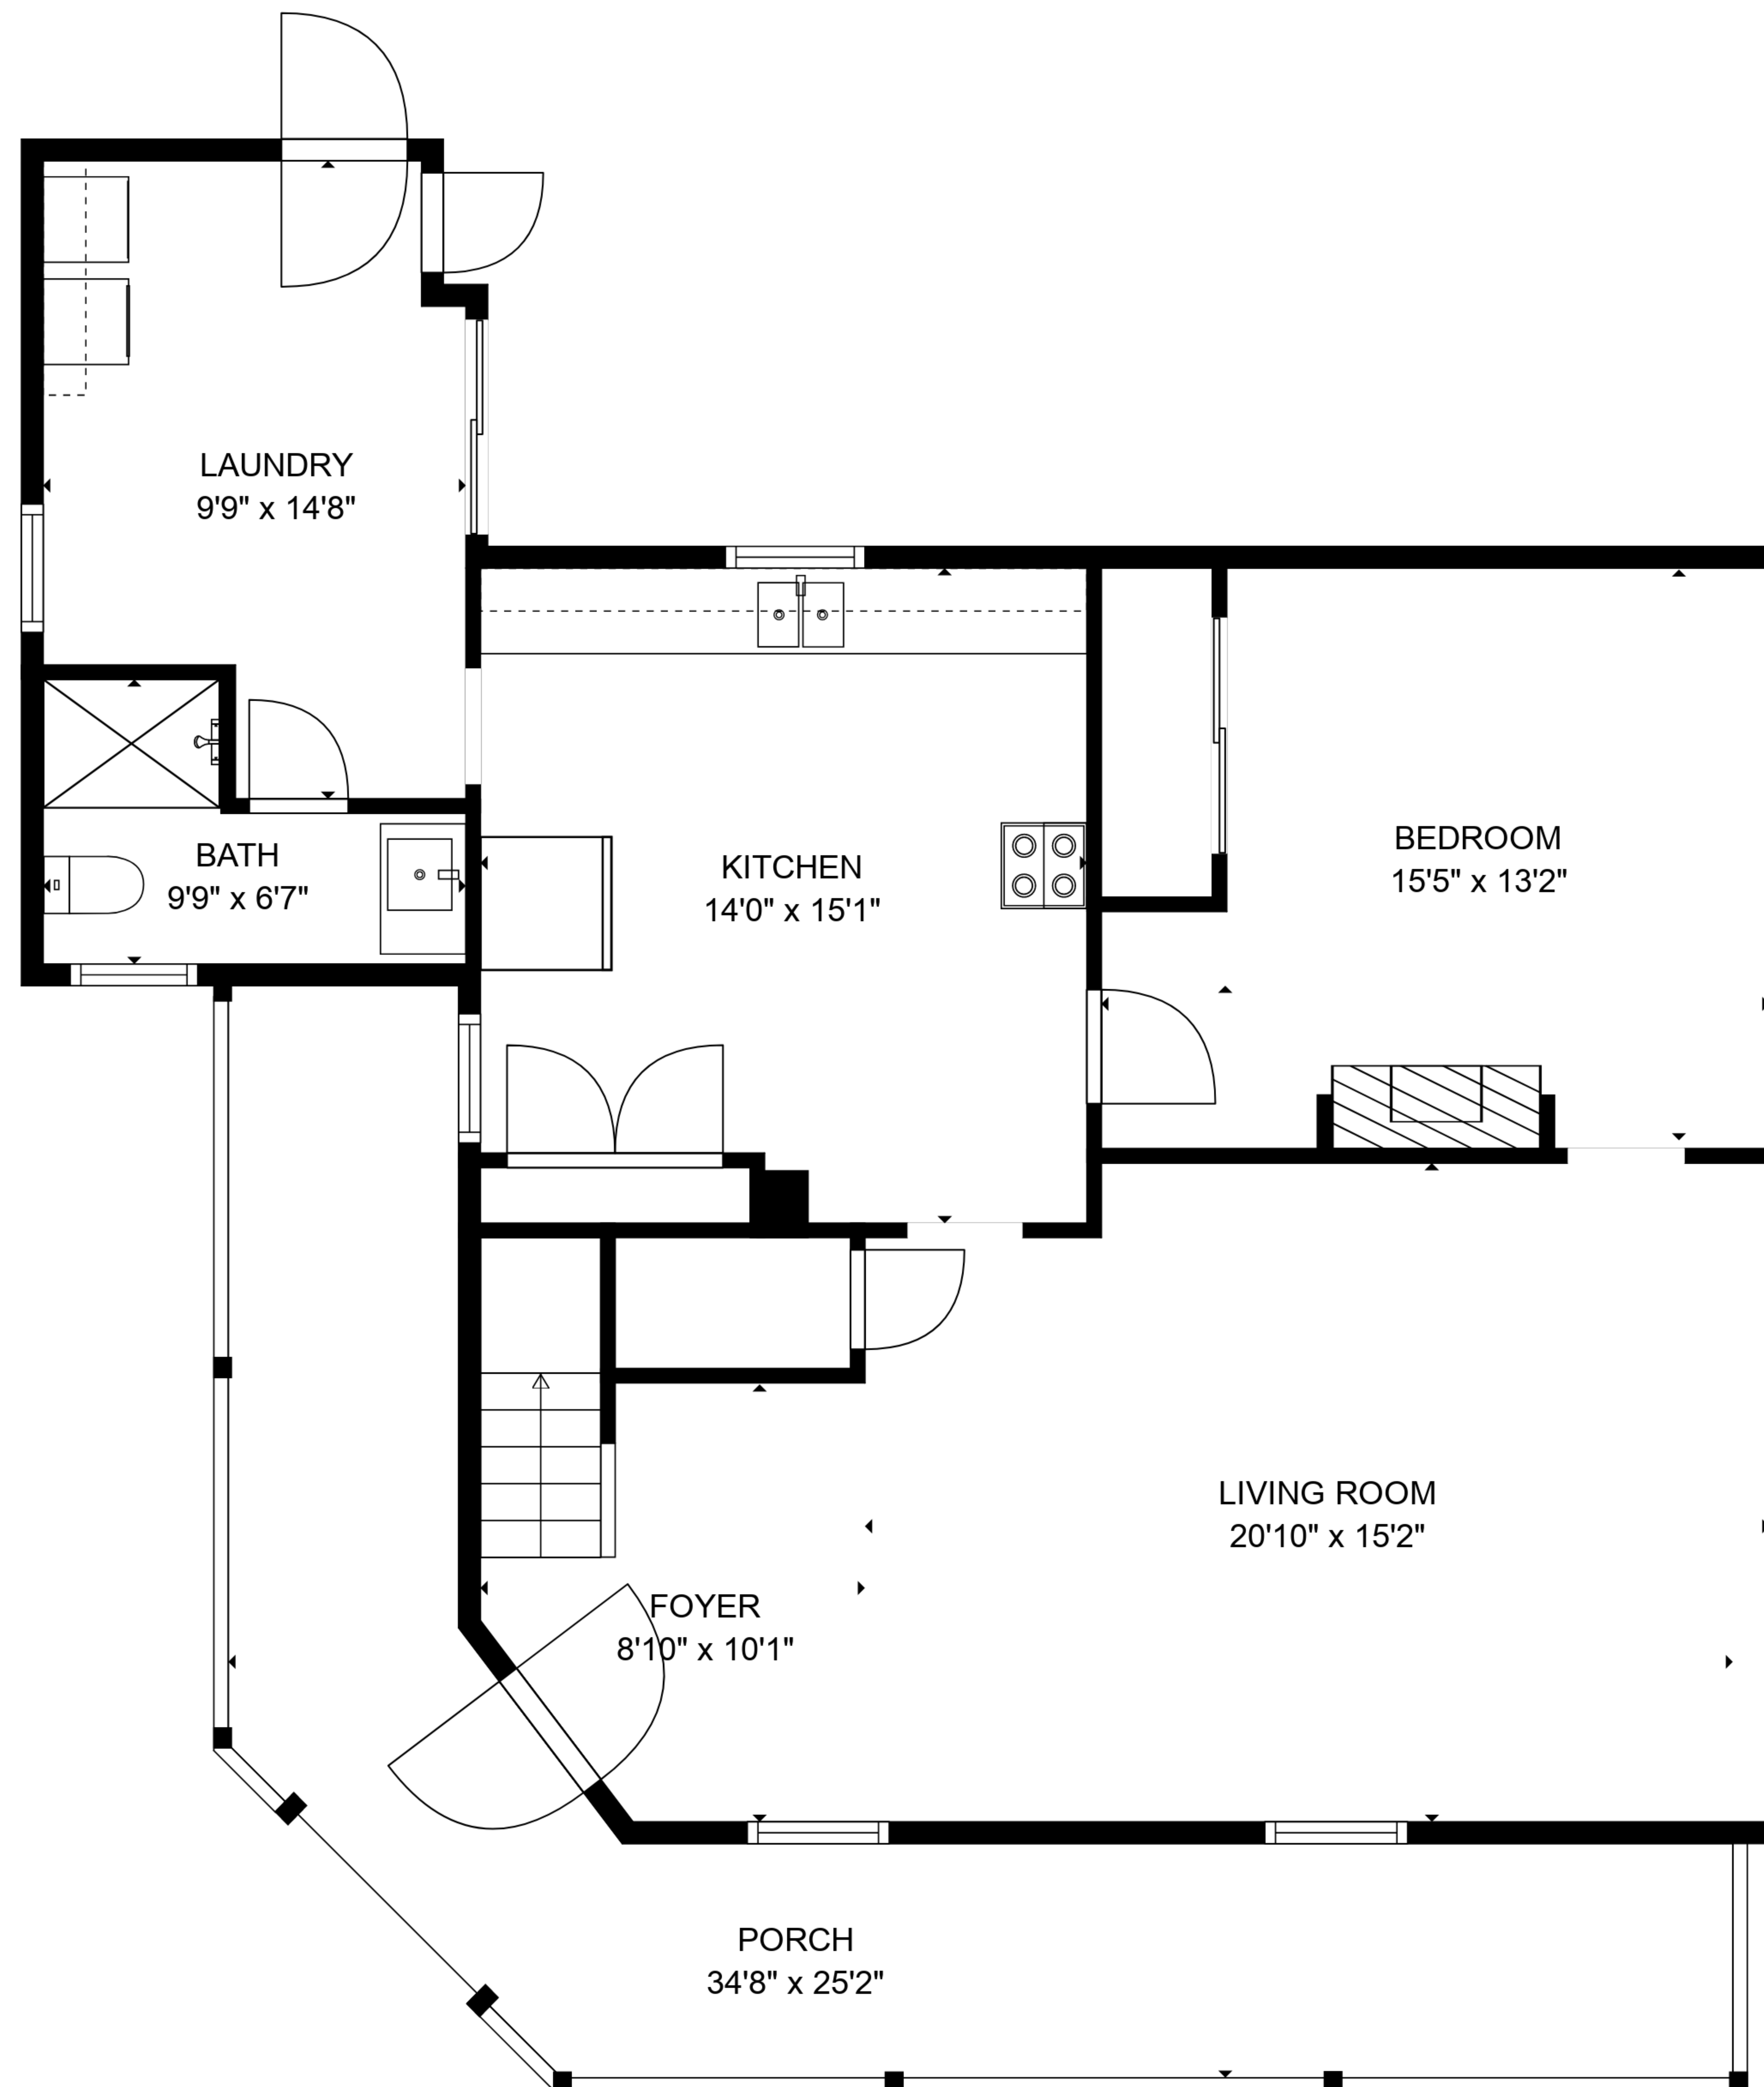 LAUNDRY
9'9" x 14'8"
BATH
9'9" x 6'7"
KITCHEN
14'0" x 15'1"
BEDROOM
15'5" x 13'2"
LIVING ROOM
20'10" x 15'2"
FOYER
8'10" x 10'1"
PORCH
34'8" x 25'2"